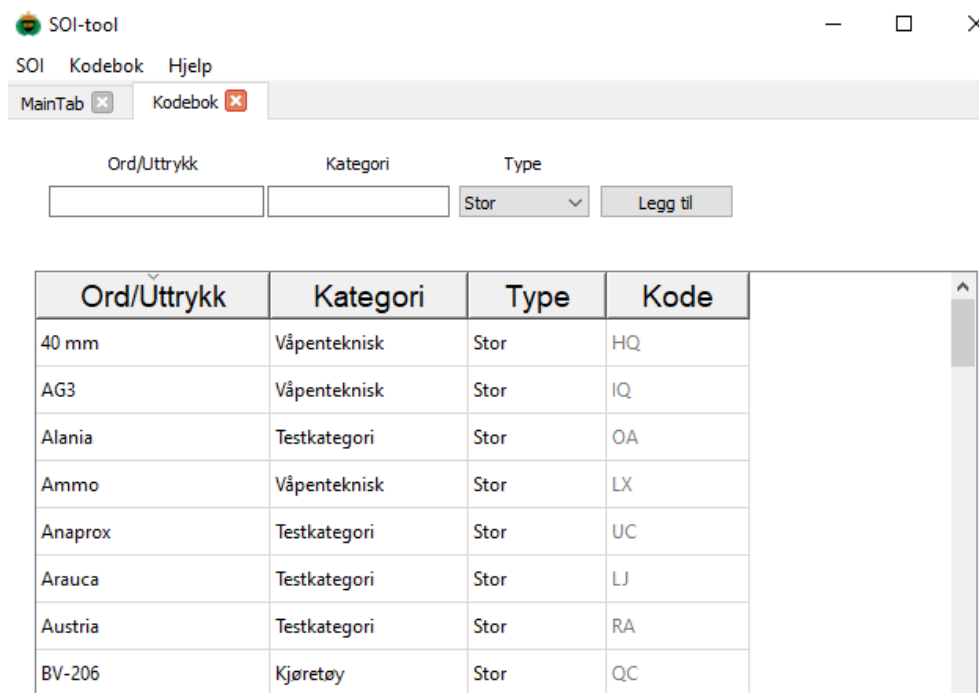 SOI-tool
SOI Kodebok Hjelp
MainTab Kodebok
Ord/Uttrykk Kategori Type
Stor Legg til
Ord/Uttrykk Kategori Type Kode
40 mm Våpenteknisk Stor HQ
AG3 Våpenteknisk Stor IQ
Alania Testkategori Stor OA
Ammo Våpenteknisk Stor LX
Anaprox Testkategori Stor UC
Arauca Testkategori Stor LJ
Austria Testkategori Stor RA
BV-206 Kjøretøy Stor QC